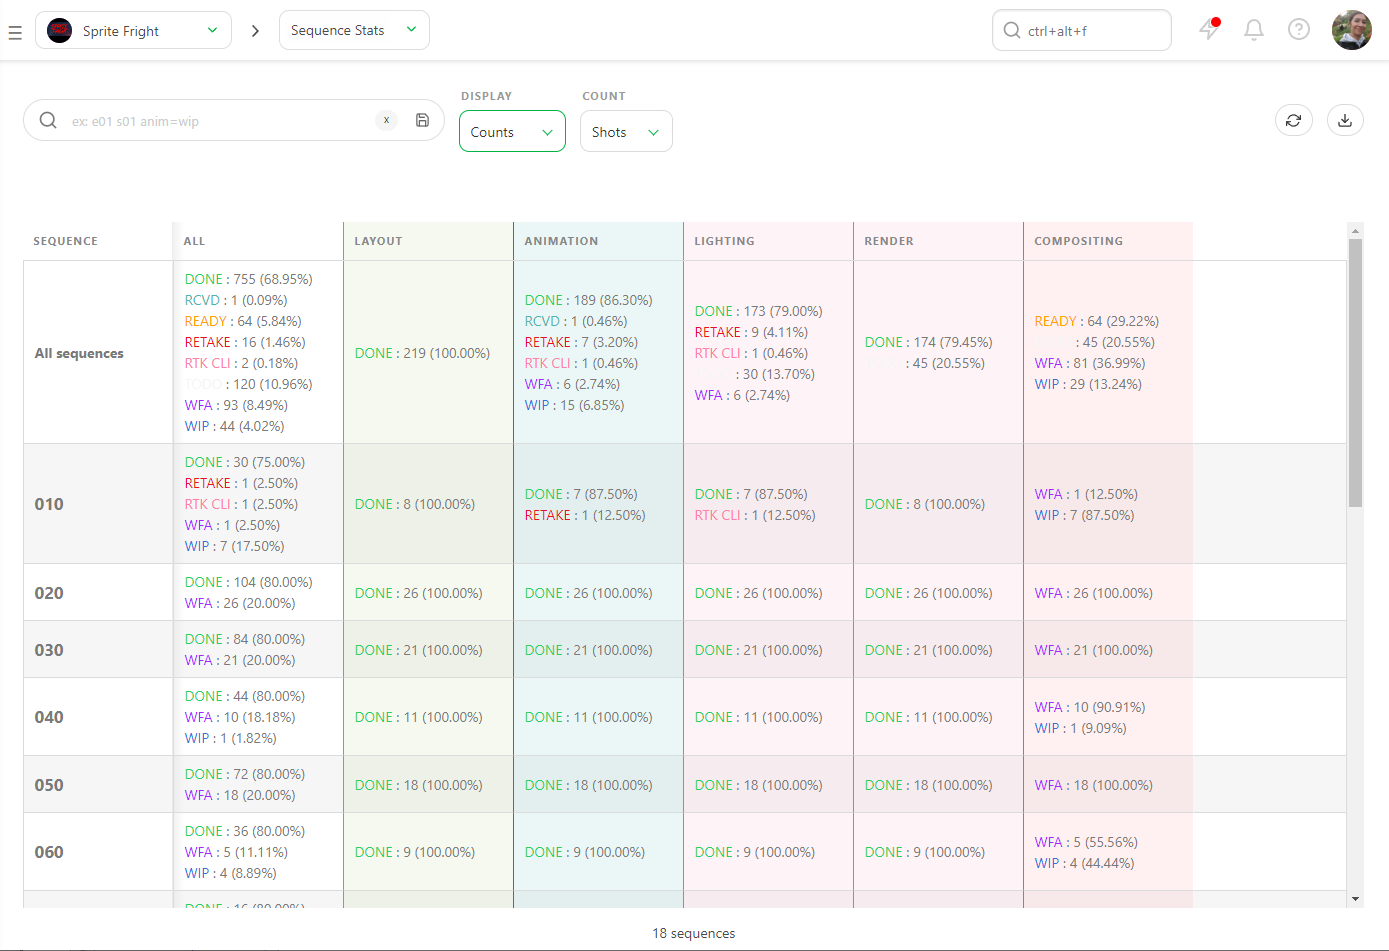 Sprite Fright
Sequence Stats
ctrl+alt+f
DISPLAY
COUNT
ex: e01 s01 anim=wip
x
Counts
Shots
SEQUENCE
ALL
LAYOUT
ANIMATION
LIGHTING
RENDER
COMPOSITING
All sequences
DONE : 755 (68.95%)
RCVD : 1 (0.09%)
READY : 64 (5.84%)
RETAKE : 16 (1.46%)
RTK CLI : 2 (0.18%)
TODO : 120 (10.96%)
WFA : 93 (8.49%)
WIP : 44 (4.02%)
DONE : 219 (100.00%)
DONE : 189 (86.30%)
RCVD : 1 (0.46%)
RETAKE : 7 (3.20%)
RTK CLI : 1 (0.46%)
WFA : 6 (2.74%)
WIP : 15 (6.85%)
DONE : 173 (79.00%)
RETAKE : 9 (4.11%)
RTK CLI : 1 (0.46%)
: 30 (13.70%)
WFA : 6 (2.74%)
DONE : 174 (79.45%)
: 45 (20.55%)
READY : 64 (29.22%)
: 45 (20.55%)
WFA : 81 (36.99%)
WIP : 29 (13.24%)
010
DONE : 30 (75.00%)
RETAKE : 1 (2.50%)
RTK CLI : 1 (2.50%)
WFA : 1 (2.50%)
WIP : 7 (17.50%)
DONE : 8 (100.00%)
DONE : 7 (87.50%)
RETAKE : 1 (12.50%)
DONE : 7 (87.50%)
RTK CLI : 1 (12.50%)
DONE : 8 (100.00%)
WFA : 1 (12.50%)
WIP : 7 (87.50%)
020
DONE : 104 (80.00%)
WFA : 26 (20.00%)
DONE : 26 (100.00%)
DONE : 26 (100.00%)
DONE : 26 (100.00%)
DONE : 26 (100.00%)
WFA : 26 (100.00%)
030
DONE : 84 (80.00%)
WFA : 21 (20.00%)
DONE : 21 (100.00%)
DONE : 21 (100.00%)
DONE : 21 (100.00%)
DONE : 21 (100.00%)
WFA : 21 (100.00%)
040
DONE : 44 (80.00%)
WFA : 10 (18.18%)
WIP : 1 (1.82%)
DONE : 11 (100.00%)
DONE : 11 (100.00%)
DONE : 11 (100.00%)
DONE : 11 (100.00%)
WFA : 10 (90.91%)
WIP : 1 (9.09%)
050
DONE : 72 (80.00%)
WFA : 18 (20.00%)
DONE : 18 (100.00%)
DONE : 18 (100.00%)
DONE : 18 (100.00%)
DONE : 18 (100.00%)
WFA : 18 (100.00%)
060
DONE : 36 (80.00%)
WFA : 5 (11.11%)
WIP : 4 (8.89%)
DONE : 9 (100.00%)
DONE : 9 (100.00%)
DONE : 9 (100.00%)
DONE : 9 (100.00%)
WFA : 5 (55.56%)
WIP : 4 (44.44%)
DONE : 16 (80.00%)
18 sequences